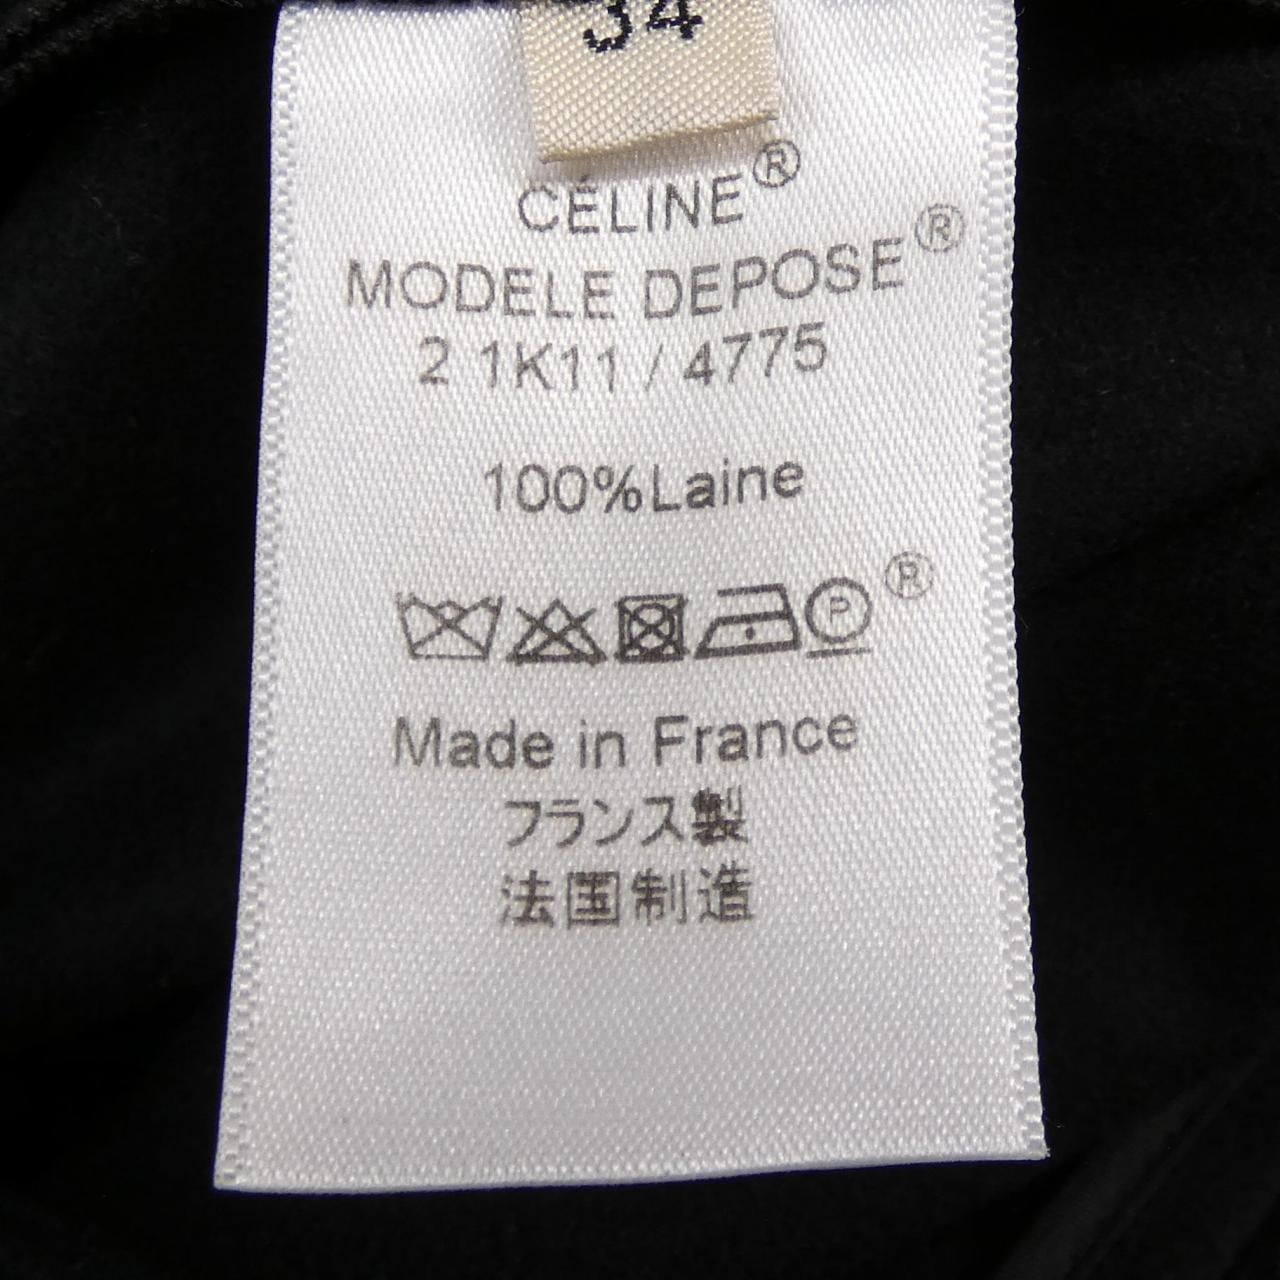 34
CÉLINE®
MODELE DEPOSE®
2 1K11 / 4775
100%Laine
P ®
Made in France
フランス製
法国制造